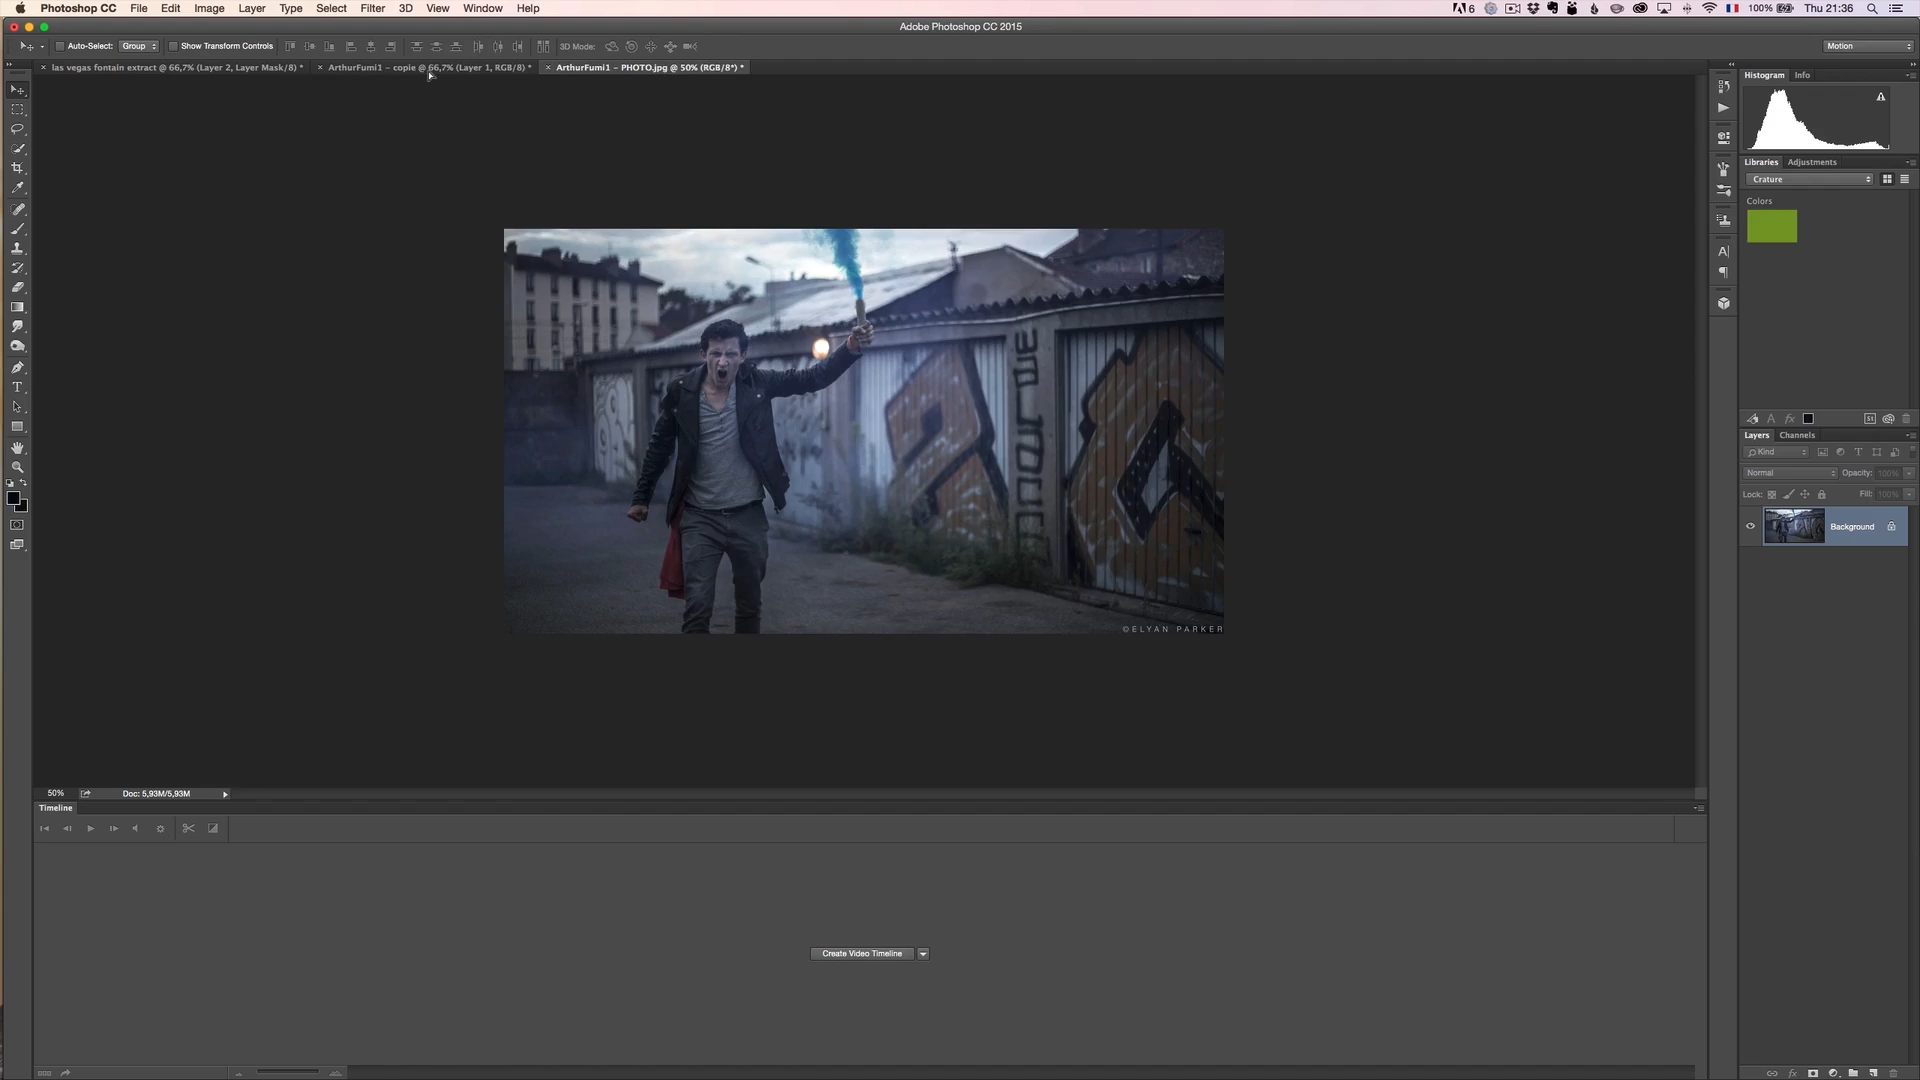 Photoshop CC File Edit Image Layer Type Select Filter 3D View Window Help 6 100% Thu 21:36
Adobe Photoshop CC 2015
Auto-Select: Group Show Transform Controls 3D Mode: Motion
las vegas fontain extract @ 66,7% (Layer 2, Layer Mask/8) *
ArthurFumi1 – copie @ 66,7% (Layer 1, RGB/8) *
ArthurFumi1 – PHOTO.jpg @ 50% (RGB/8*) *
Histogram Info
Libraries Adjustments
Crature
Colors
Layers Channels
Kind
Normal Opacity: 100%
Lock: Fill: 100%
Background
©ELYAN PARKER
50% Doc: 5,93M/5,93M
Timeline
Create Video Timeline